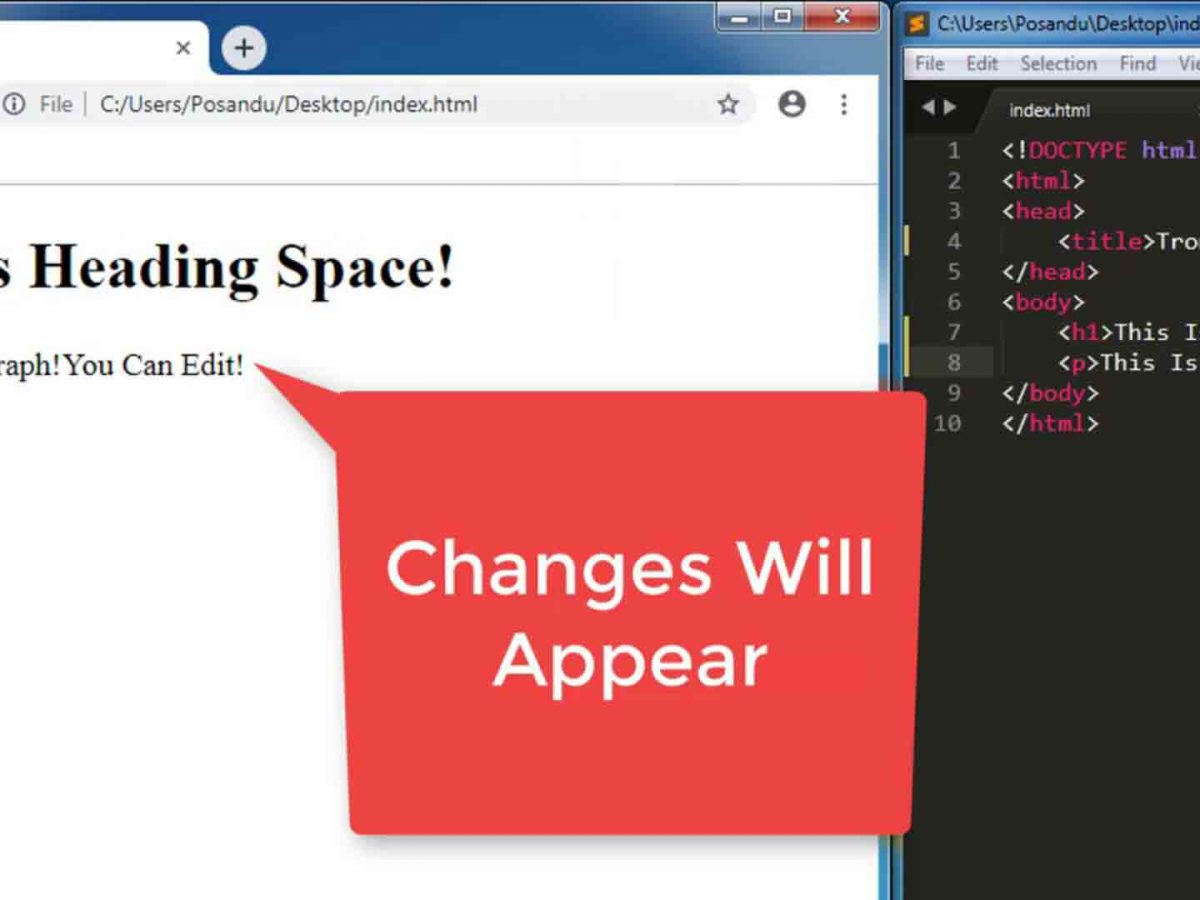 File | C:/Users/Posandu/Desktop/index.html
s Heading Space!
raph! You Can Edit!
Changes Will
Appear
C:\Users\Posandu\Desktop\ind
File Edit Selection Find Vie
index.html
1 <!DOCTYPE html
2 <html>
3 <head>
4 <title>Tro
5 </head>
6 <body>
7 <h1>This I
8 <p>This Is
9 </body>
10 </html>